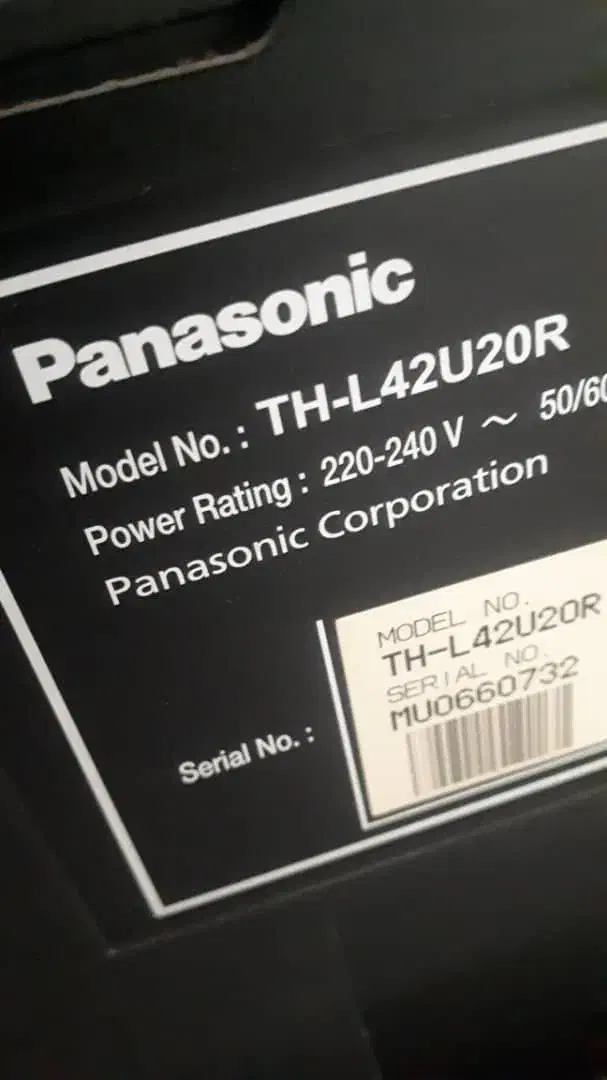 Panasonic
Model No. : TH-L42U20R
Power Rating : 220-240 V ~ 50/60
Panasonic Corporation
MODEL NO.
TH-L42U20R
SERIAL NO.
MU0660732
Serial No. :